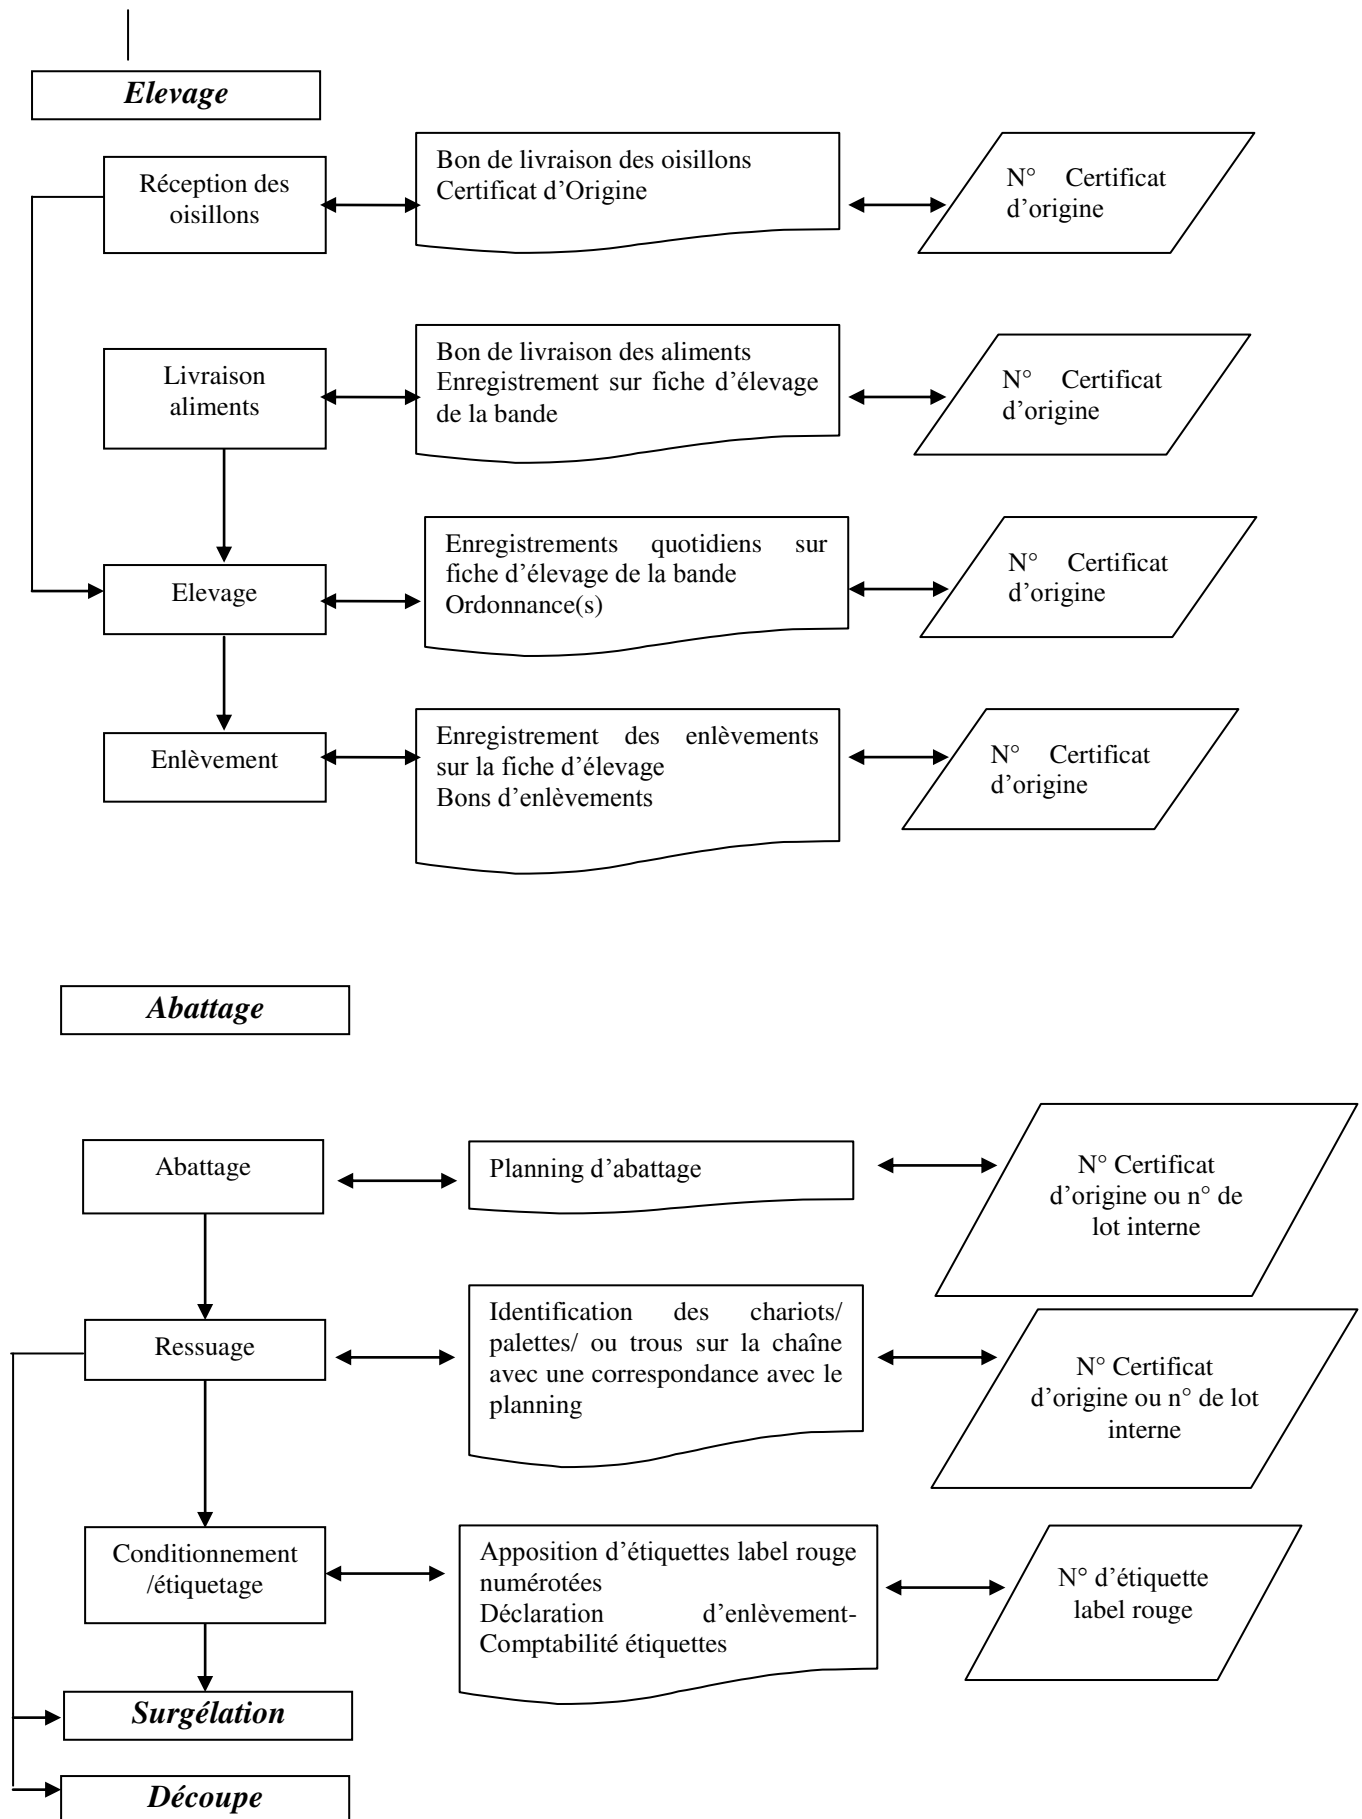 Elevage
Réception des
oisillons
Bon de livraison des oisillons
Certificat d’Origine
N° Certificat
d’origine
Livraison
aliments
Bon de livraison des aliments
Enregistrement sur fiche d’élevage
de la bande
N° Certificat
d’origine
Elevage
Enregistrements quotidiens sur
fiche d’élevage de la bande
Ordonnance(s)
N° Certificat
d’origine
Enlèvement
Enregistrement des enlèvements
sur la fiche d’élevage
Bons d’enlèvements
N° Certificat
d’origine
Abattage
Abattage
Planning d’abattage
N° Certificat
d’origine ou n° de
lot interne
Ressuage
Identification des chariots/
palettes/ ou trous sur la chaîne
avec une correspondance avec le
planning
N° Certificat
d’origine ou n° de lot
interne
Conditionnement
/étiquetage
Apposition d’étiquettes label rouge
numérotées
Déclaration d’enlèvement-
Comptabilité étiquettes
N° d’étiquette
label rouge
Surgélation
Découpe